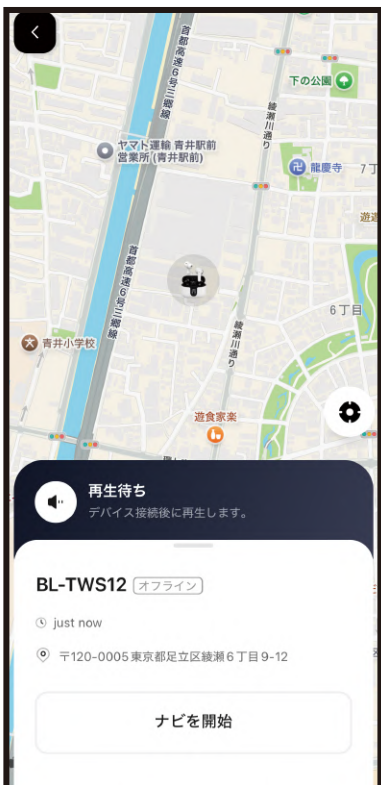 首都高速6号三郷線
下の公園
綾瀬川通り
ヤマト運輸 青井駅前
営業所 (青井駅前)
卍
龍慶寺
7丁
遊
首都高速6号三郷線
6丁目
文
青井小学校
綾瀬川通り
遊食家楽
再生待ち
デバイス接続後に再生します。
BL-TWS12 オフライン
just now
〒120-0005 東京都足立区綾瀬6丁目9-12
ナビを開始